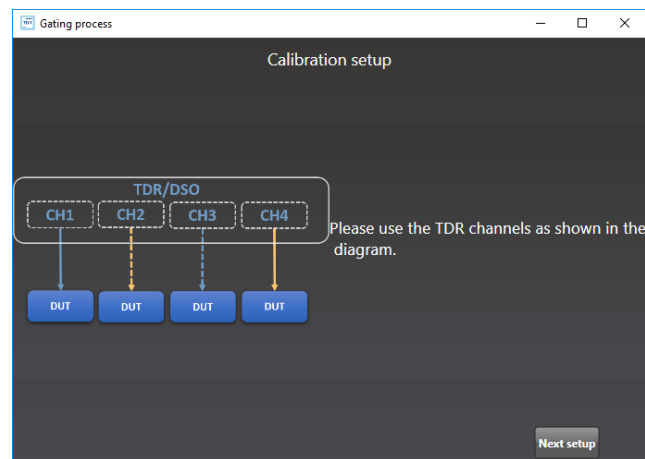 Gating process
Calibration setup
TDR/DSO
CH1 CH2 CH3 CH4
Please use the TDR channels as shown in the
diagram.
DUT DUT DUT DUT
Next setup